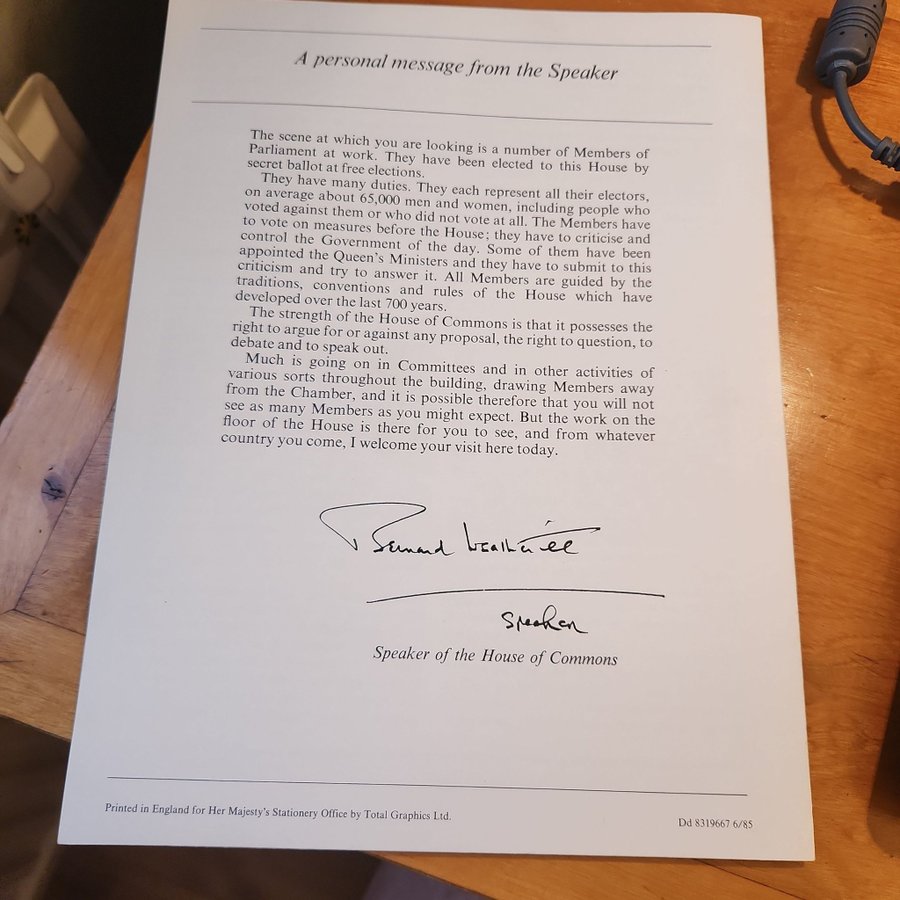 A personal message from the Speaker
The scene at which you are looking is a number of Members of
Parliament at work. They have been elected to this House by
secret ballot at free elections.
They have many duties. They each represent all their electors,
on average about 65,000 men and women, including people who
voted against them or who did not vote at all. The Members have
to vote on measures before the House; they have to criticise and
control the Government of the day. Some of them have been
appointed the Queen's Ministers and they have to submit to this
criticism and try to answer it. All Members are guided by the
traditions, conventions and rules of the House which have
developed over the last 700 years.
The strength of the House of Commons is that it possesses the
right to argue for or against any proposal, the right to question, to
debate and to speak out.
Much is going on in Committees and in other activities of
various sorts throughout the building, drawing Members away
from the Chamber, and it is possible therefore that you will not
see as many Members as you might expect. But the work on the
floor of the House is there for you to see, and from whatever
country you come, I welcome your visit here today.
Bernard Weatherill
Speaker
Speaker of the House of Commons
Printed in England for Her Majesty's Stationery Office by Total Graphics Ltd.
Dd 8319667 6/85